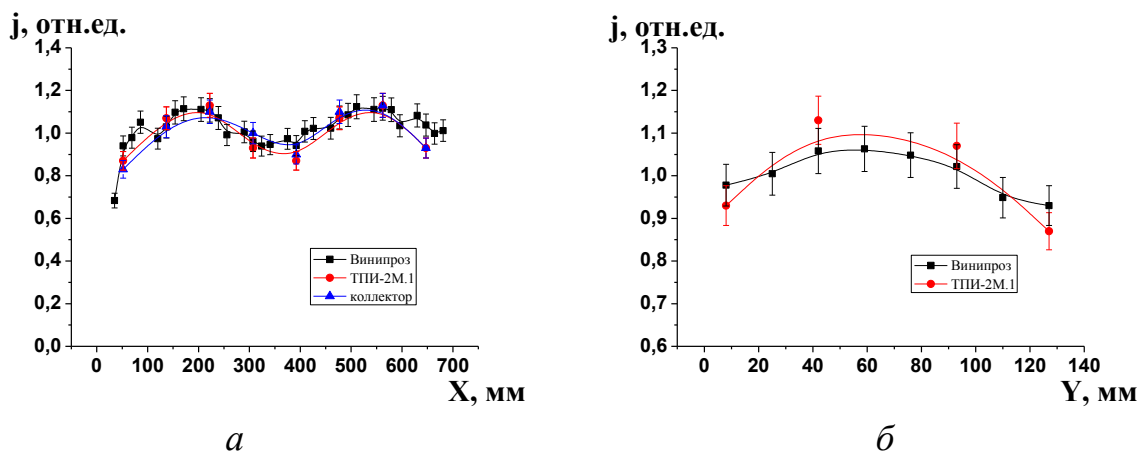 j, отн.ед.
1,4
1,2
1,0
0,8
0,6
0,4
0,2
0,0
0 100 200 300 400 500 600 700
X, мм
Винипроз
ТПИ-2М.1
коллектор
а
j, отн.ед.
1,3
1,2
1,1
1,0
0,9
0,8
0,7
0,6
0 20 40 60 80 100 120 140
Y, мм
Винипроз
ТПИ-2М.1
б